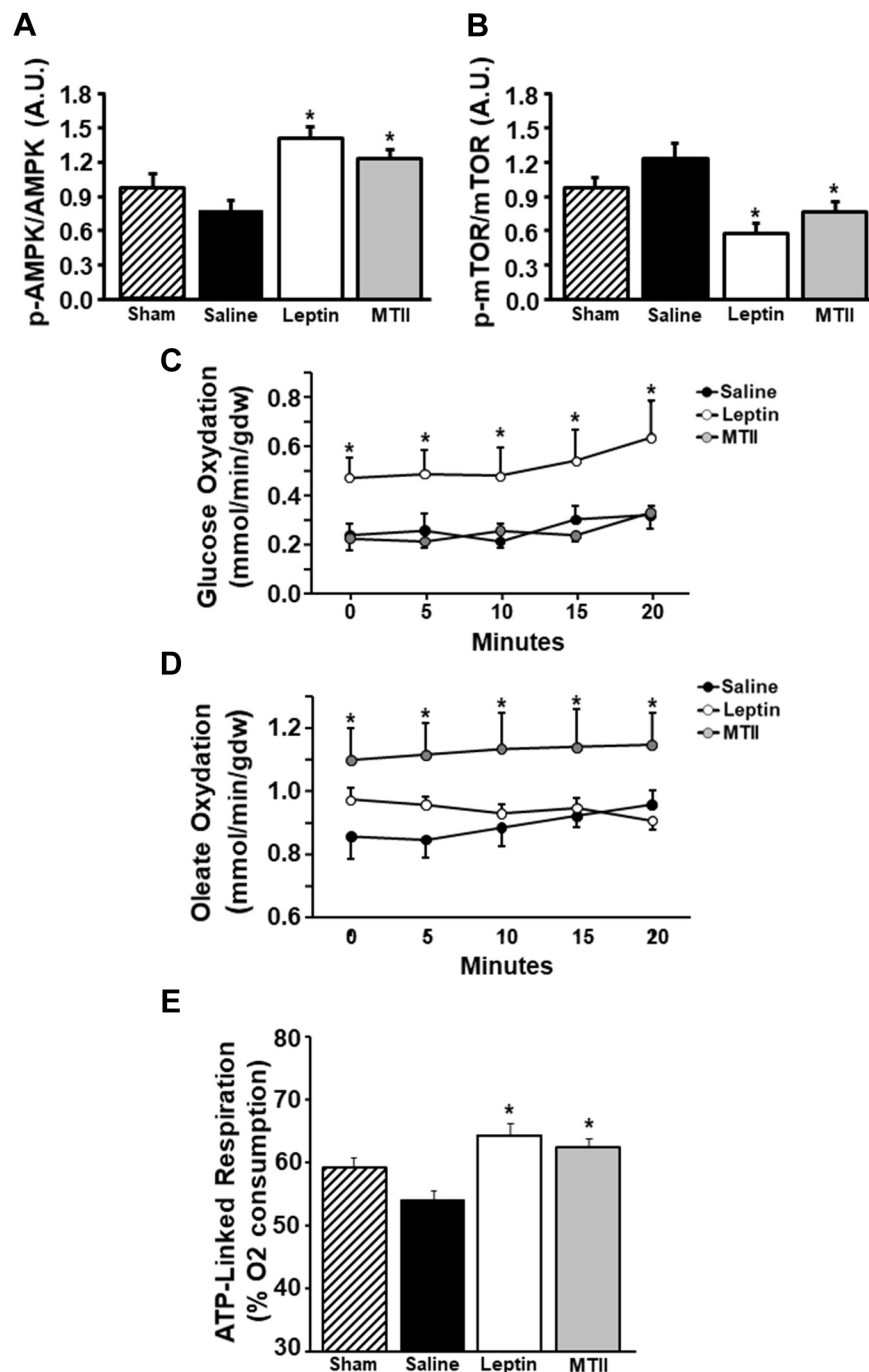 A
B
p-AMPK/AMPK (A.U.)
1.8
1.5
1.2
0.9
0.6
0.3
0.0
* *
Sham Saline Leptin MTII
p-mTOR/mTOR (A.U.)
1.8
1.5
1.2
0.9
0.6
0.3
0.0
* *
Sham Saline Leptin MTII
C
Glucose Oxydation
(mmol/min/gdw)
0.8
0.6
0.4
0.2
0.0
* * * * *
Saline
Leptin
MTII
0 5 10 15 20
Minutes
D
Oleate Oxydation
(mmol/min/gdw)
1.2
1.0
0.8
0.6
* * * * *
Saline
Leptin
MTII
0 5 10 15 20
Minutes
E
ATP-Linked Respiration
(% O2 consumption)
80
70
60
50
40
30
* *
Sham Saline Leptin MTII